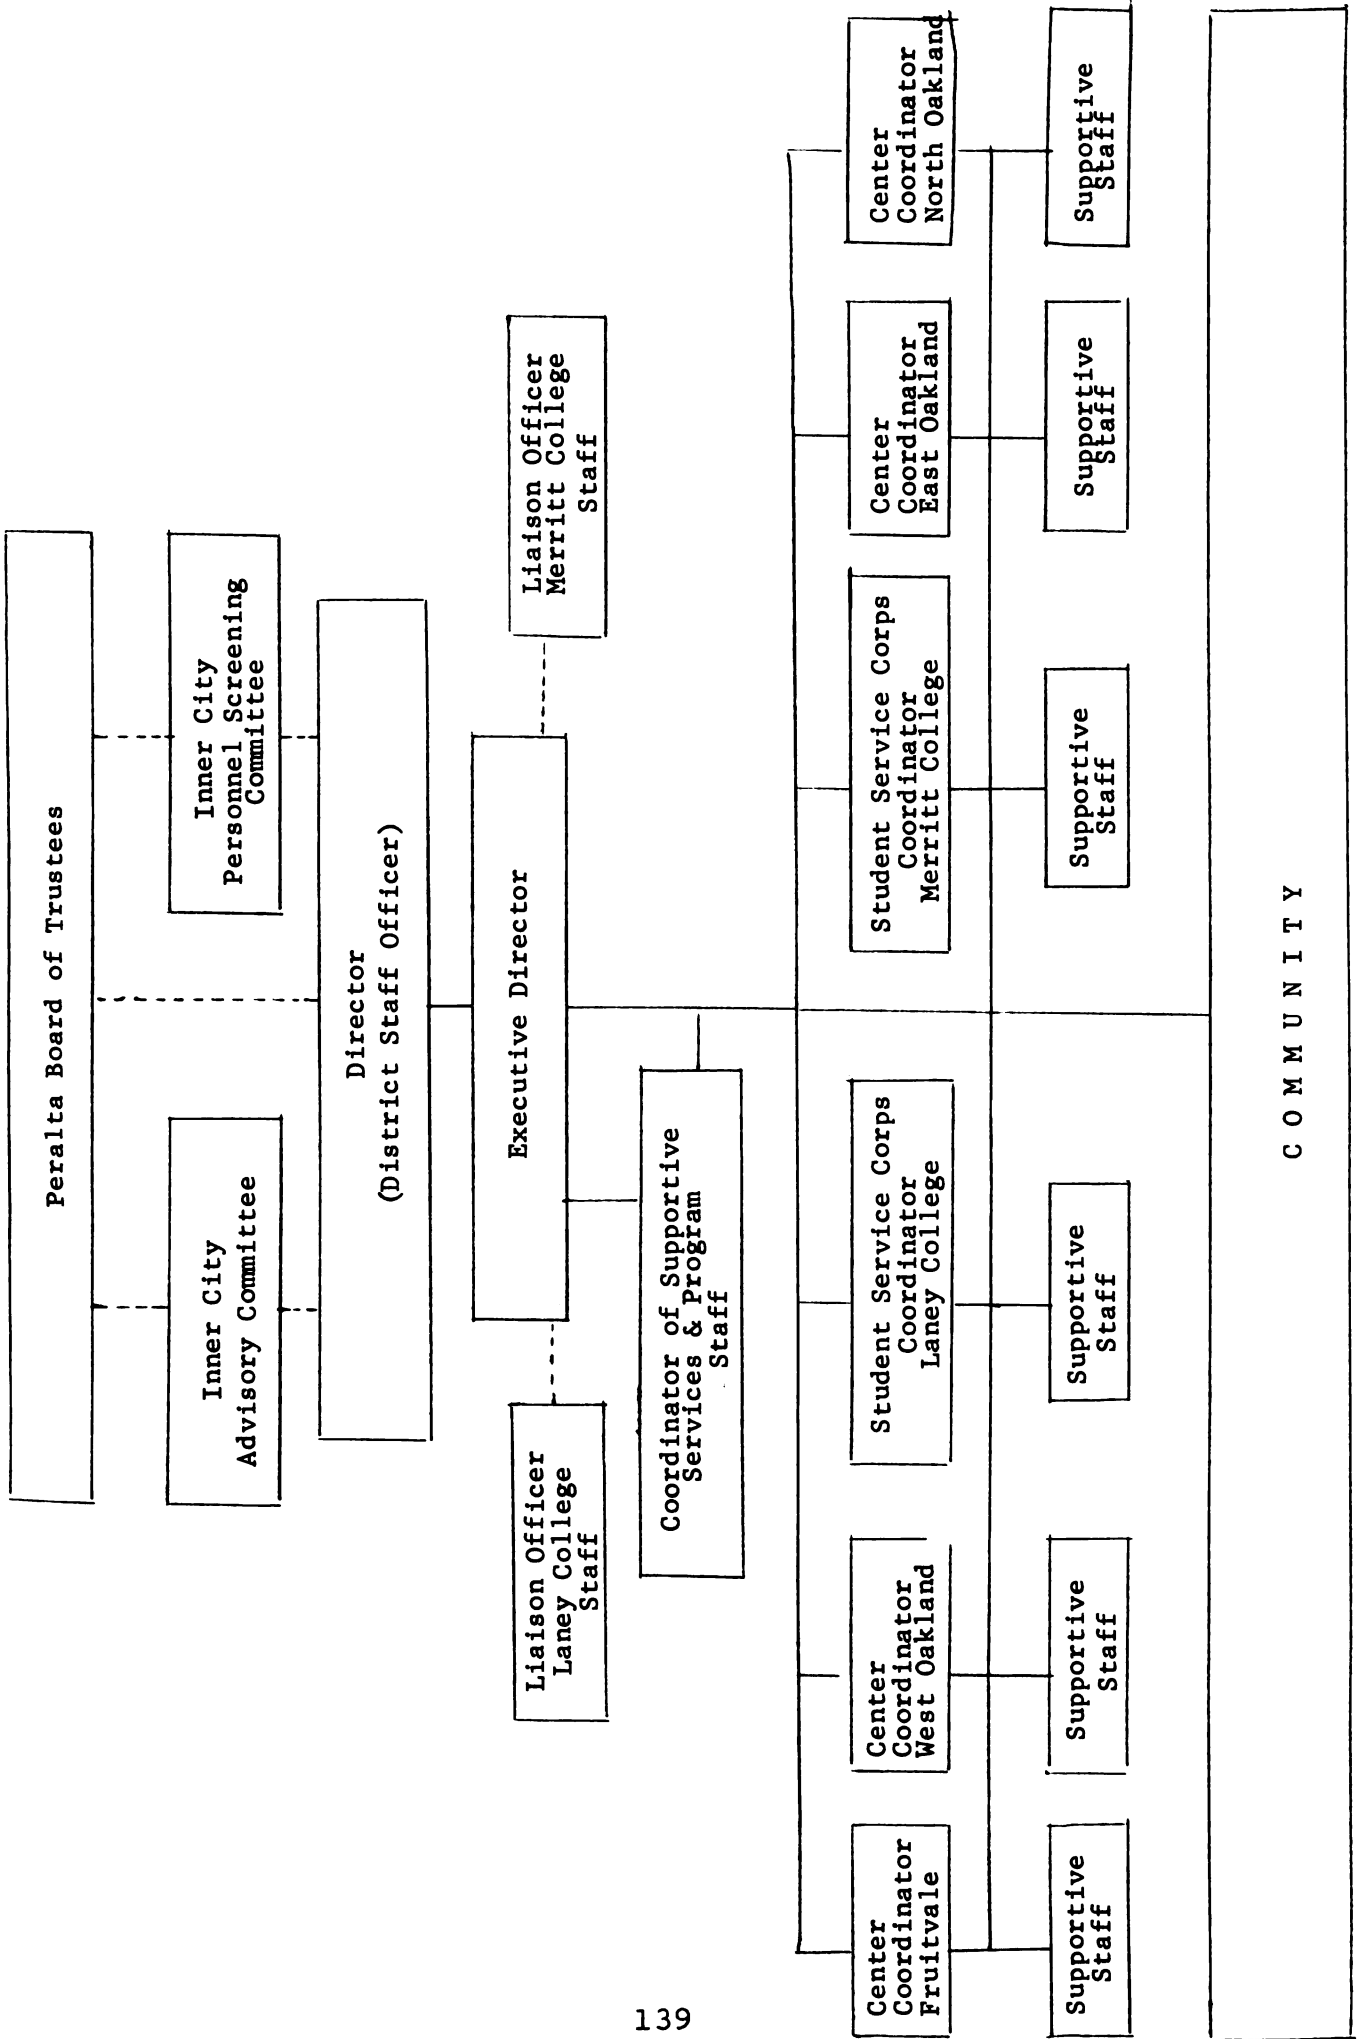 Peralta Board of Trustees
Inner City
Advisory Committee
Inner City
Personnel Screening
Committee
Director
(District Staff Officer)
Executive Director
Liaison Officer
Laney College
Staff
Liaison Officer
Merritt College
Staff
Coordinator of Supportive
Services & Program
Staff
Center
Coordinator
Fruitvale
Center
Coordinator
West Oakland
Student Service Corps
Coordinator
Laney College
Student Service Corps
Coordinator
Merritt College
Center
Coordinator
East Oakland
Center
Coordinator
North Oakland
Supportive
Staff
Supportive
Staff
Supportive
Staff
Supportive
Staff
Supportive
Staff
Supportive
Staff
C O M M U N I T Y
139